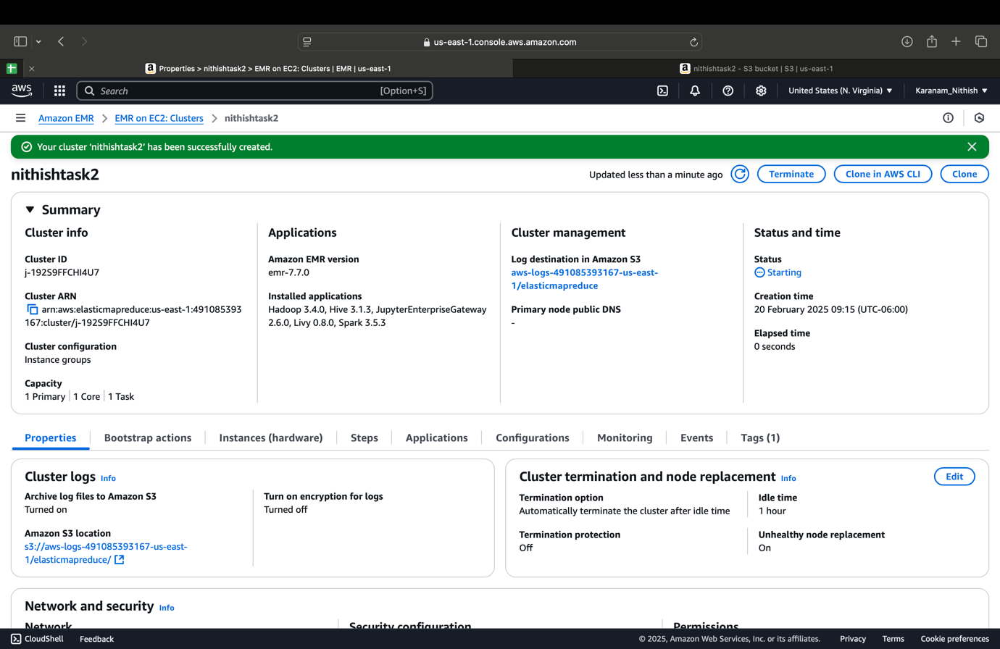 us-east-1.console.aws.amazon.com
Properties > nithishtask2 > EMR on EC2: Clusters | EMR | us-east-1
nithishtask2 - S3 bucket | S3 | us-east-1
aws
Search
[Option+S]
United States (N. Virginia)
Karanam_Nithish
Amazon EMR
EMR on EC2: Clusters
nithishtask2
Your cluster 'nithishtask2' has been successfully created.
nithishtask2
Updated less than a minute ago
Terminate
Clone in AWS CLI
Clone
Summary
Cluster info
Cluster ID
j-192S9FFCHI4U7
Cluster ARN
arn:aws:elasticmapreduce:us-east-1:491085393
167:cluster/j-192S9FFCHI4U7
Cluster configuration
Instance groups
Capacity
1 Primary
1 Core
1 Task
Applications
Amazon EMR version
emr-7.7.0
Installed applications
Hadoop 3.4.0, Hive 3.1.3, JupyterEnterpriseGateway
2.6.0, Livy 0.8.0, Spark 3.5.3
Cluster management
Log destination in Amazon S3
aws-logs-491085393167-us-east-
1/elasticmapreduce
Primary node public DNS
-
Status and time
Status
Starting
Creation time
20 February 2025 09:15 (UTC-06:00)
Elapsed time
0 seconds
Properties
Bootstrap actions
Instances (hardware)
Steps
Applications
Configurations
Monitoring
Events
Tags (1)
Cluster logs
Info
Archive log files to Amazon S3
Turned on
Amazon S3 location
s3://aws-logs-491085393167-us-east-
1/elasticmapreduce/
Turn on encryption for logs
Turned off
Cluster termination and node replacement
Info
Edit
Termination option
Automatically terminate the cluster after idle time
Termination protection
Off
Idle time
1 hour
Unhealthy node replacement
On
Network and security
Info
Network
Security configuration
Permissions
CloudShell
Feedback
© 2025, Amazon Web Services, Inc. or its affiliates.
Privacy
Terms
Cookie preferences